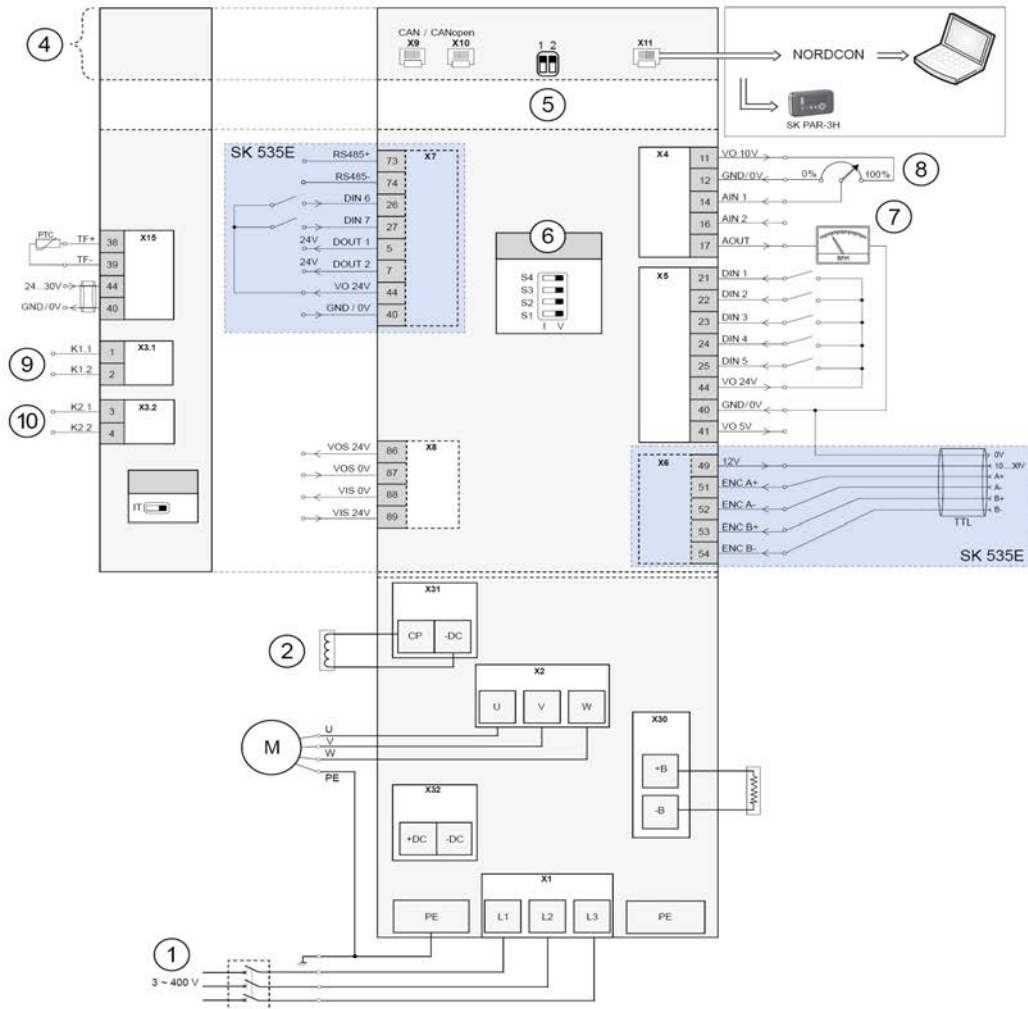 4
CAN / CANopen
X9
X10
1 2
X11
NORDCON
SK PAR-3H
5
SK 535E
RS485+
73
X7
RS485-
74
DIN 6
26
DIN 7
27
24V
DOUT 1
5
24V
DOUT 2
7
VO 24V
44
GND / 0V
40
X4
11
VO 10V
12
GND/0V
0%
100%
8
14
AIN 1
16
AIN 2
7
17
AOUT
6
S4
S3
S2
S1
I V
X5
21
DIN 1
22
DIN 2
23
DIN 3
24
DIN 4
25
DIN 5
44
VO 24V
40
GND/0V
41
VO 5V
PTC
TF+
38
X15
TF-
39
24...30V
44
GND/0V
40
9
K1.1
1
X3.1
K1.2
2
10
K2.1
3
X3.2
K2.2
4
IT
VOS 24V
86
X8
VOS 0V
87
VIS 0V
88
VIS 24V
89
X6
49
12V
51
ENC A+
52
ENC A-
53
ENC B+
54
ENC B-
0V
10...30V
A+
A-
B+
B-
TTL
SK 535E
X31
CP
-DC
2
X2
U
V
W
M
U
V
W
PE
X30
+B
-B
X32
+DC
-DC
X1
PE
L1
L2
L3
PE
1
3 ~ 400 V